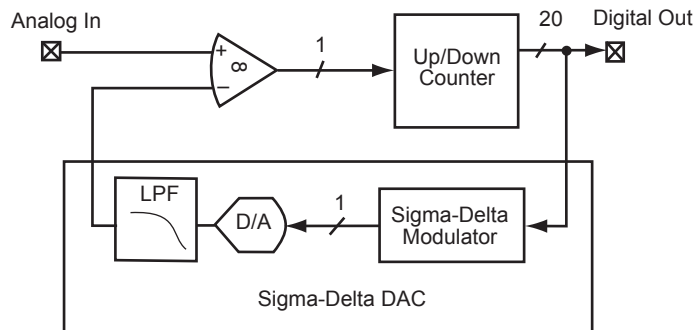 Analog In
20
Digital Out
1
+
∞
−
Up/Down
Counter
LPF
D/A
1
Sigma-Delta
Modulator
Sigma-Delta DAC